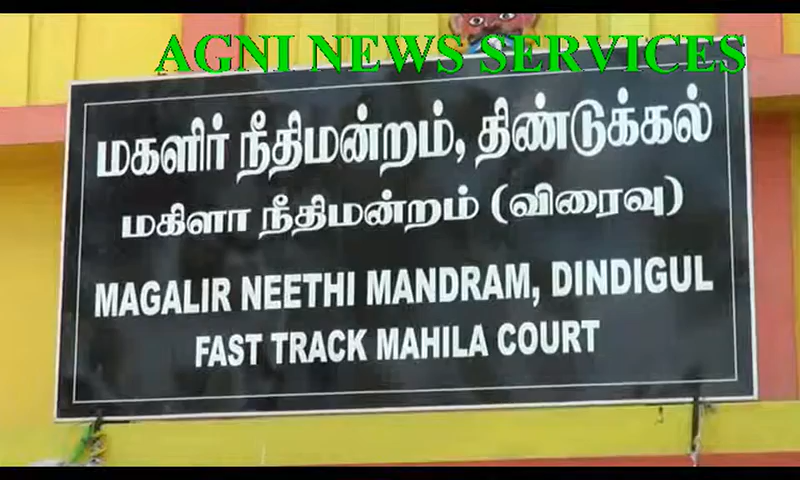 AGNI NEWS SERVICES
மகளிர் நீதிமன்றம், திண்டுக்கல்
மகிளா நீதிமன்றம் (விரைவு)
MAGALIR NEETHI MANDRAM, DINDIGUL
FAST TRACK MAHILA COURT